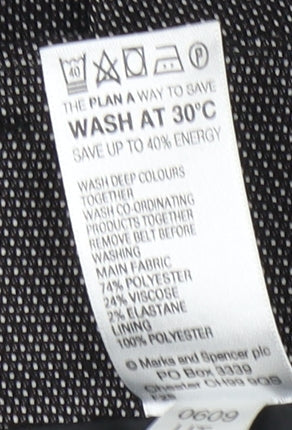 40 P
THE PLAN A WAY TO SAVE
WASH AT 30°C
SAVE UP TO 40% ENERGY
WASH DEEP COLOURS
TOGETHER
WASH CO-ORDINATING
PRODUCTS TOGETHER
REMOVE BELT BEFORE
WASHING
MAIN FABRIC
74% POLYESTER
24% VISCOSE
2% ELASTANE
LINING
100% POLYESTER
© Marks and Spencer plc
PO Box 3339
Chester CH99 9QS
0609